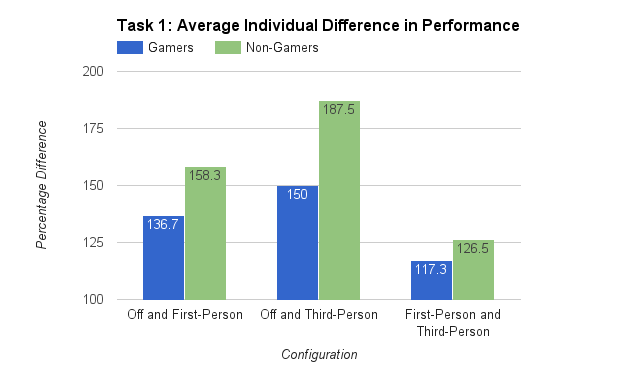 Task 1: Average Individual Difference in Performance
Gamers Non-Gamers
200
187.5
175
158.3
150
150
136.7
125
126.5
117.3
100
Percentage Difference
Off and First-Person Off and Third-Person First-Person and
Third-Person
Configuration